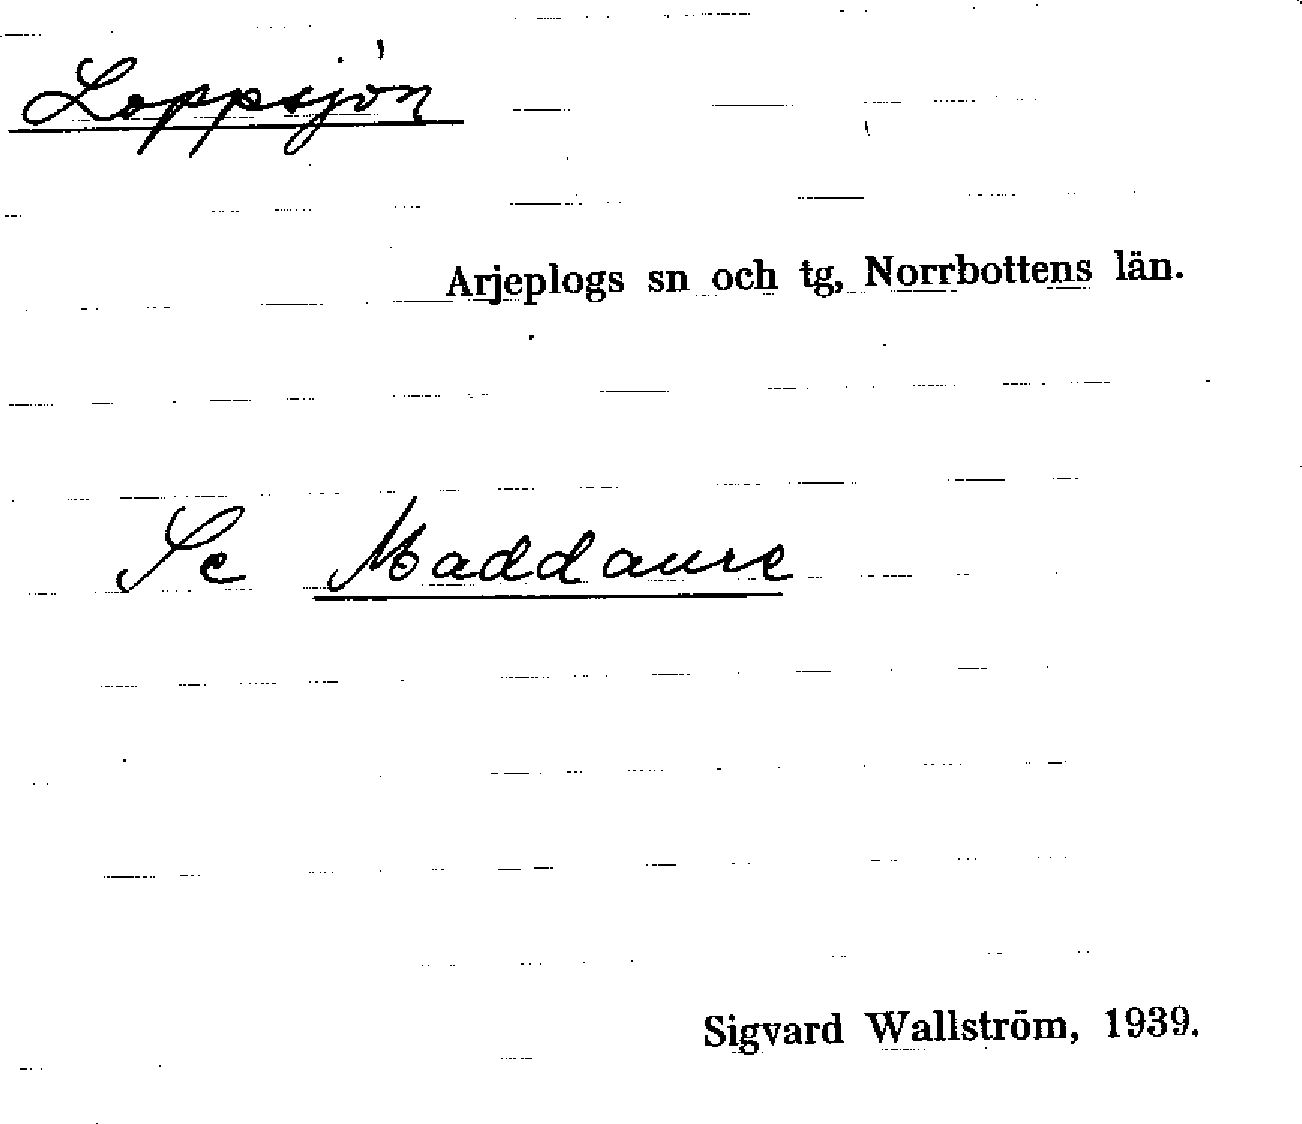 Loppsjön
Arjeplogs sn och tg, Norrbottens län.
Se Maddaure
Sigvard Wallström, 1939.